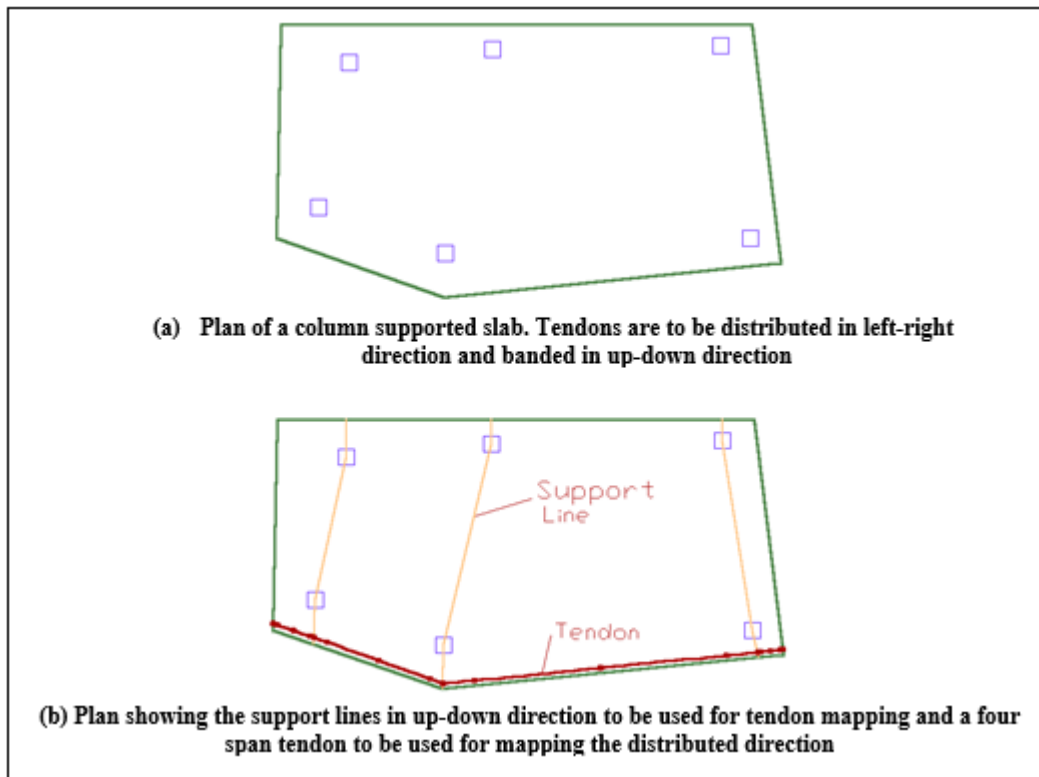 (a) Plan of a column supported slab. Tendons are to be distributed in left-right
direction and banded in up-down direction
Support
Line
Tendon
(b) Plan showing the support lines in up-down direction to be used for tendon mapping and a four
span tendon to be used for mapping the distributed direction